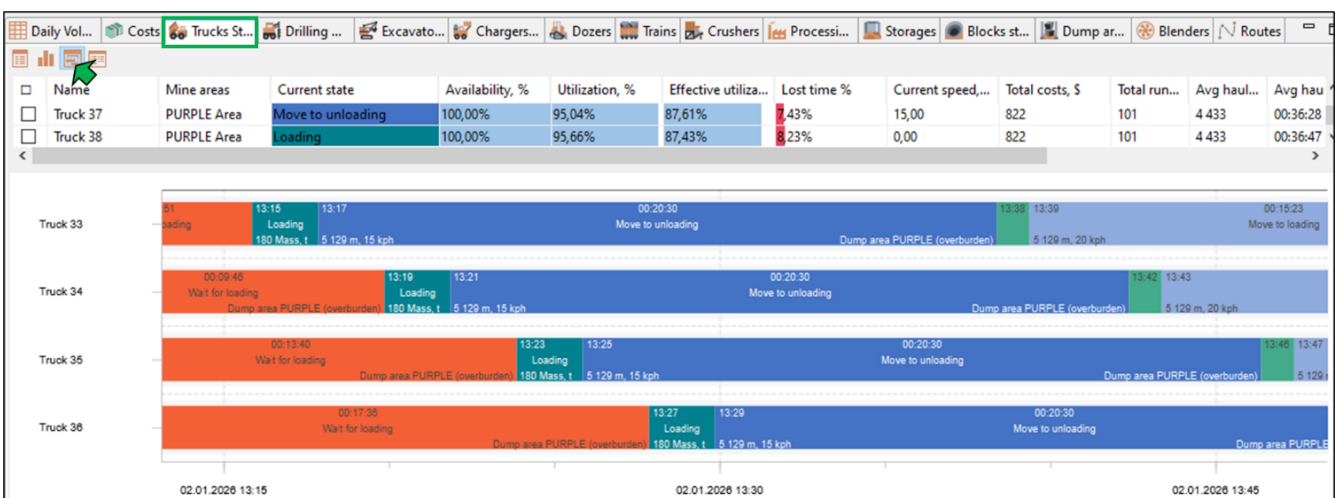 Daily Vol... Costs Trucks St... Drilling ... Excavato... Chargers... Dozers Trains Crushers Processi... Storages Blocks st... Dump ar... Blenders Routes
Name Mine areas Current state Availability, % Utilization, % Effective utiliza... Lost time % Current speed,... Total costs, $ Total run... Avg haul... Avg hau
Truck 37 PURPLE Area Move to unloading 100,00% 95,04% 87,61% 7,43% 15,00 822 101 4 433 00:36:28
Truck 38 PURPLE Area Loading 100,00% 95,66% 87,43% 8,23% 0,00 822 101 4 433 00:36:47
51 13:15 13:17 00:20:30 13:38 13:39 00:15:23
Truck 33 oading Loading Move to unloading Move to loading
180 Mass, t 5 129 m, 15 kph Dump area PURPLE (overburden) 5 129 m, 20 kph
00:09:46 13:19 13:21 00:20:30 13:42 13:43
Truck 34 Wait for loading Loading Move to unloading
Dump area PURPLE (overburden) 180 Mass, t 5 129 m, 15 kph Dump area PURPLE (overburden) 5 129 m, 20 kph
00:13:40 13:23 13:25 00:20:30 13:46 13:47
Truck 35 Wait for loading Loading Move to unloading
Dump area PURPLE (overburden) 180 Mass, t 5 129 m, 15 kph Dump area PURPLE (overburden) 5 129
00:17:36 13:27 13:29 00:20:30
Truck 36 Wait for loading Loading Move to unloading
Dump area PURPLE (overburden) 180 Mass, t 5 129 m, 15 kph Dump area PURPLE
02.01.2026 13:15 02.01.2026 13:30 02.01.2026 13:45